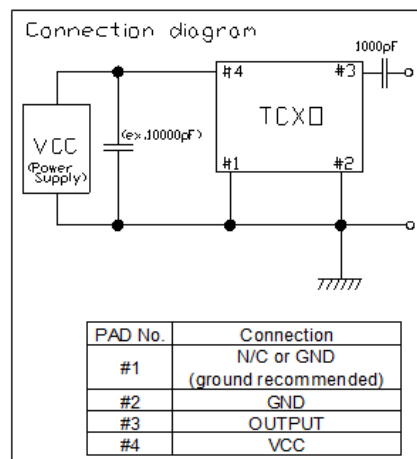 Connection diagram
1000pF
#4
#3
TCXO
VCC
(Power
Supply)
(ex.10000pF)
#1
#2
PAD No.
Connection
#1
N/C or GND
(ground recommended)
#2
GND
#3
OUTPUT
#4
VCC